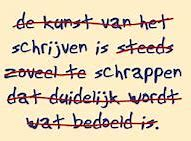 de kunst van het
schrijven is steeds
zoveel te schrappen
dat duidelijk wordt
wat bedoeld is.